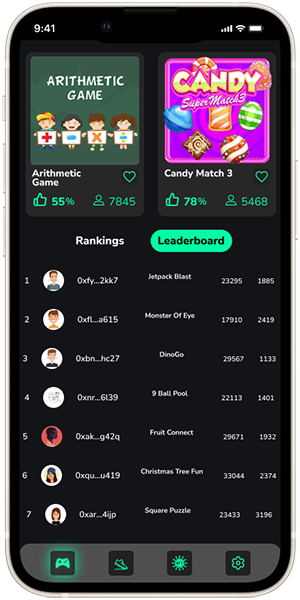 9:41
ARITHMETIC
GAME
+ - × ÷
CANDY
SuperMatch3
Arithmetic
Game
Candy Match 3
55% 7845
78% 5468
Rankings Leaderboard
1 0xfy...2kk7 Jetpack Blast 23295 1885
2 0xfl...a615 Monster Of Eye 17910 2419
3 0xbn...hc27 DinoGo 29567 1133
4 0xnr...6l39 9 Ball Pool 22113 1401
5 0xak...g42q Fruit Connect 29671 1932
6 0xqu...u419 Christmas Tree Fun 33044 2374
7 0xar...4ijp Square Puzzle 23433 3196